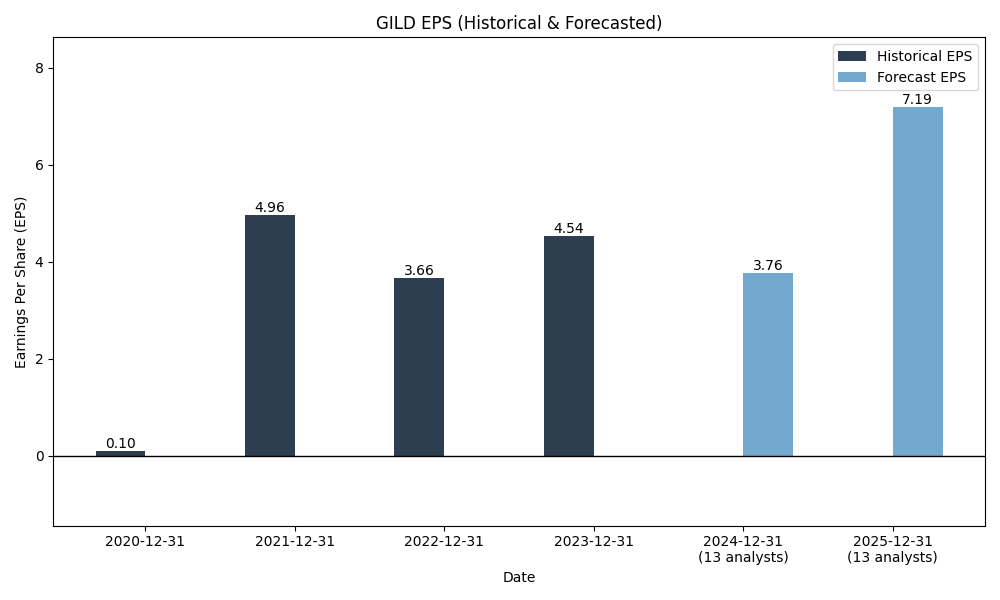 GILD EPS (Historical & Forecasted)
Historical EPS
Forecast EPS
Earnings Per Share (EPS)
8
6
4
2
0
0.10
4.96
3.66
4.54
3.76
7.19
2020-12-31
2021-12-31
2022-12-31
2023-12-31
2024-12-31
(13 analysts)
2025-12-31
(13 analysts)
Date